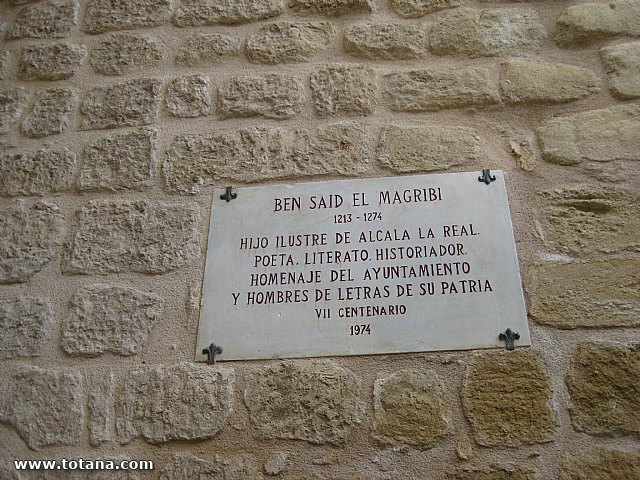 BEN SAID EL MAGRIBI
1213 - 1274
HIJO ILUSTRE DE ALCALA LA REAL.
POETA. LITERATO. HISTORIADOR.
HOMENAJE DEL AYUNTAMIENTO
Y HOMBRES DE LETRAS DE SU PATRIA
VII CENTENARIO
1974
www.totana.com